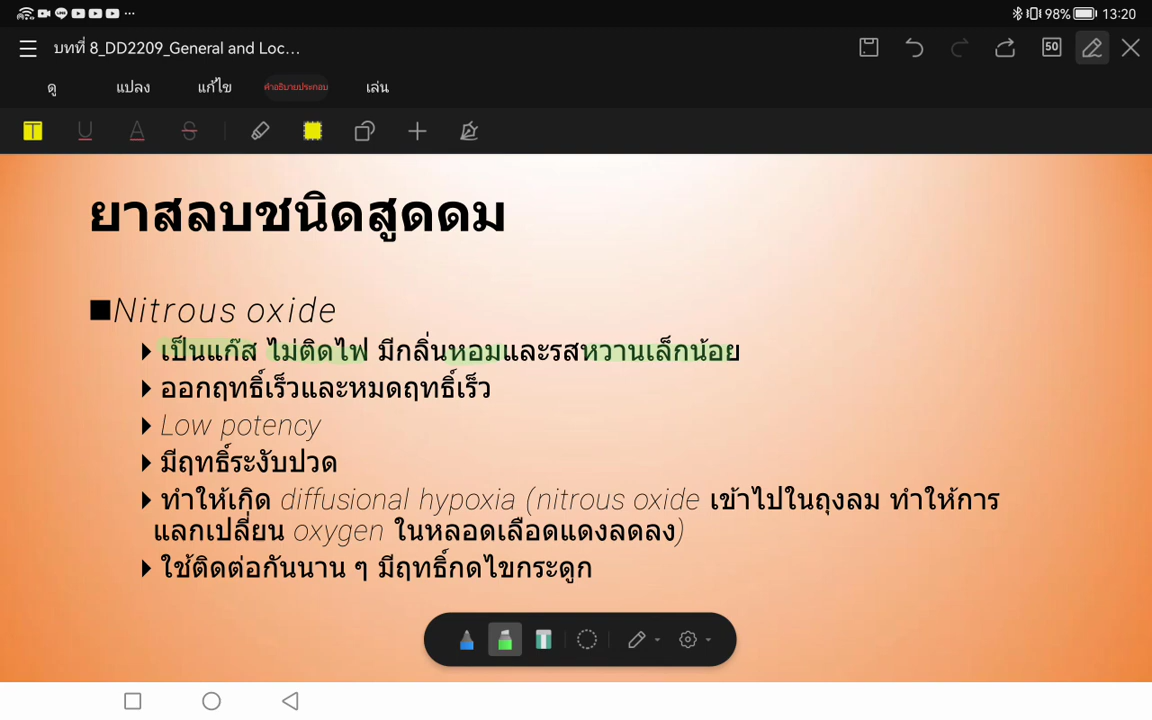 98% 13:20
บทที่ 8_DD2209_General and Loc...
50
ดู แปลง แก้ไข คำอธิบายประกอบ เล่น
T U A S
ยาสลบชนิดสูดดม
Nitrous oxide
เป็นแก๊ส ไม่ติดไฟ มีกลิ่นหอมและรสหวานเล็กน้อย
ออกฤทธิ์เร็วและหมดฤทธิ์เร็ว
Low potency
มีฤทธิ์ระงับปวด
ทำให้เกิด diffusional hypoxia (nitrous oxide เข้าไปในถุงลม ทำให้การ
แลกเปลี่ยน oxygen ในหลอดเลือดแดงลดลง)
ใช้ติดต่อกันนาน ๆ มีฤทธิ์กดไขกระดูก